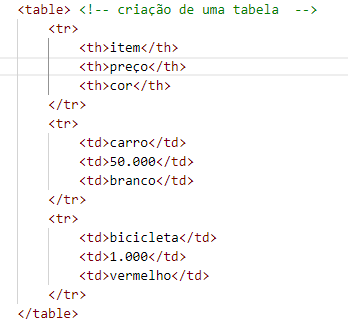 <table> <!-- criação de uma tabela  -->
    <tr>
        <th>item</th>
        <th>preço</th>
        <th>cor</th>
    </tr>
    <tr>
        <td>carro</td>
        <td>50.000</td>
        <td>branco</td>
    </tr>
    <tr>
        <td>bicicleta</td>
        <td>1.000</td>
        <td>vermelho</td>
    </tr>
</table>